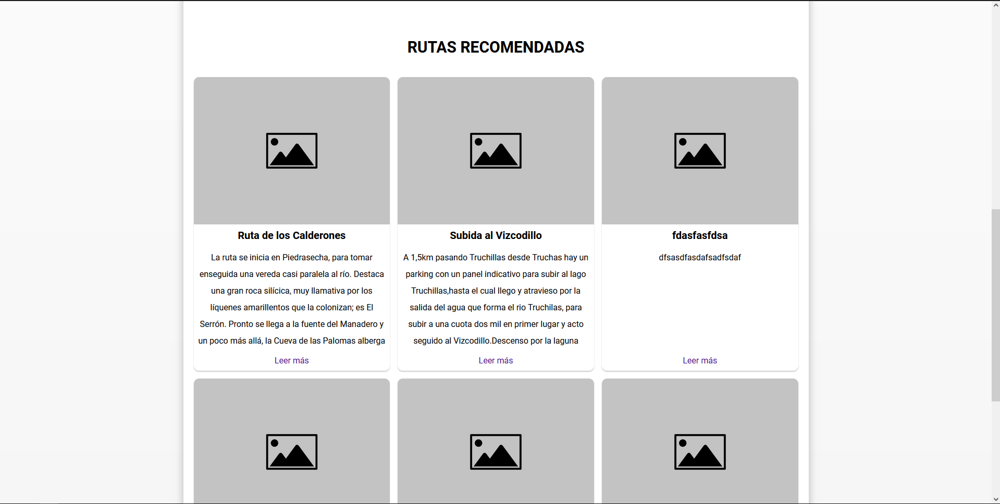 RUTAS RECOMENDADAS
Ruta de los Calderones
La ruta se inicia en Piedrasecha, para tomar
enseguida una vereda casi paralela al río. Destaca
una gran roca silícica, muy llamativa por los
líquenes amarillentos que la colonizan; es El
Serrón. Pronto se llega a la fuente del Manadero y
un poco más allá, la Cueva de las Palomas alberga
Leer más
Subida al Vizcodillo
A 1,5km pasando Truchillas desde Truchas hay un
parking con un panel indicativo para subir al lago
Truchillas,hasta el cual llego y atravieso por la
salida del agua que forma el rio Truchilas, para
subir a una cuota dos mil en primer lugar y acto
seguido al Vizcodillo.Descenso por la laguna
Leer más
fdasfasfdsa
dfsasdfasdafsadfsdaf
Leer más